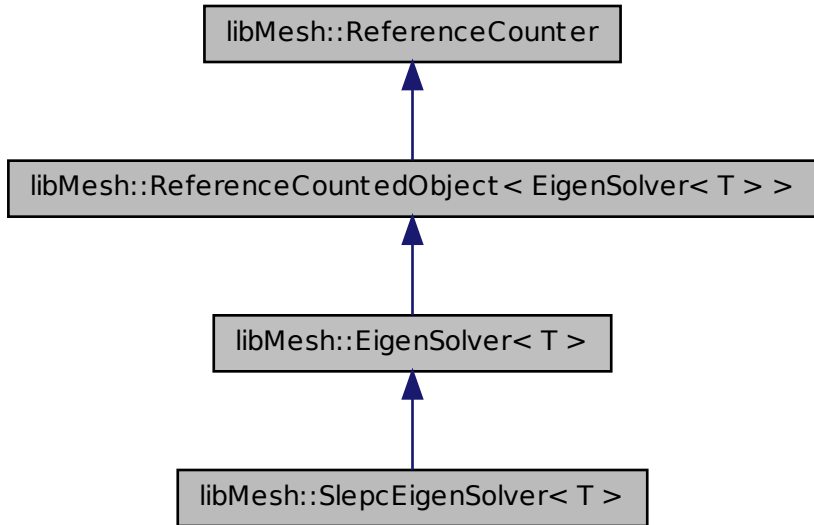 libMesh::ReferenceCounter
libMesh::ReferenceCountedObject< EigenSolver< T > >
libMesh::EigenSolver< T >
libMesh::SlepcEigenSolver< T >